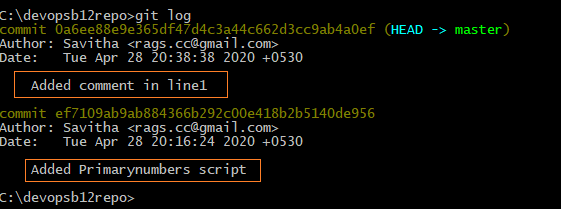 C:\devopsb12repo>git log
commit 0a6ee88e9e365df47d4c3a44c662d3cc9ab4a0ef (HEAD -> master)
Author: Savitha <rags.cc@gmail.com>
Date:   Tue Apr 28 20:38:38 2020 +0530
Added comment in line1
commit ef7109ab9ab884366b292c00e418b2b5140de956
Author: Savitha <rags.cc@gmail.com>
Date:   Tue Apr 28 20:16:24 2020 +0530
Added Primarynumbers script
C:\devopsb12repo>